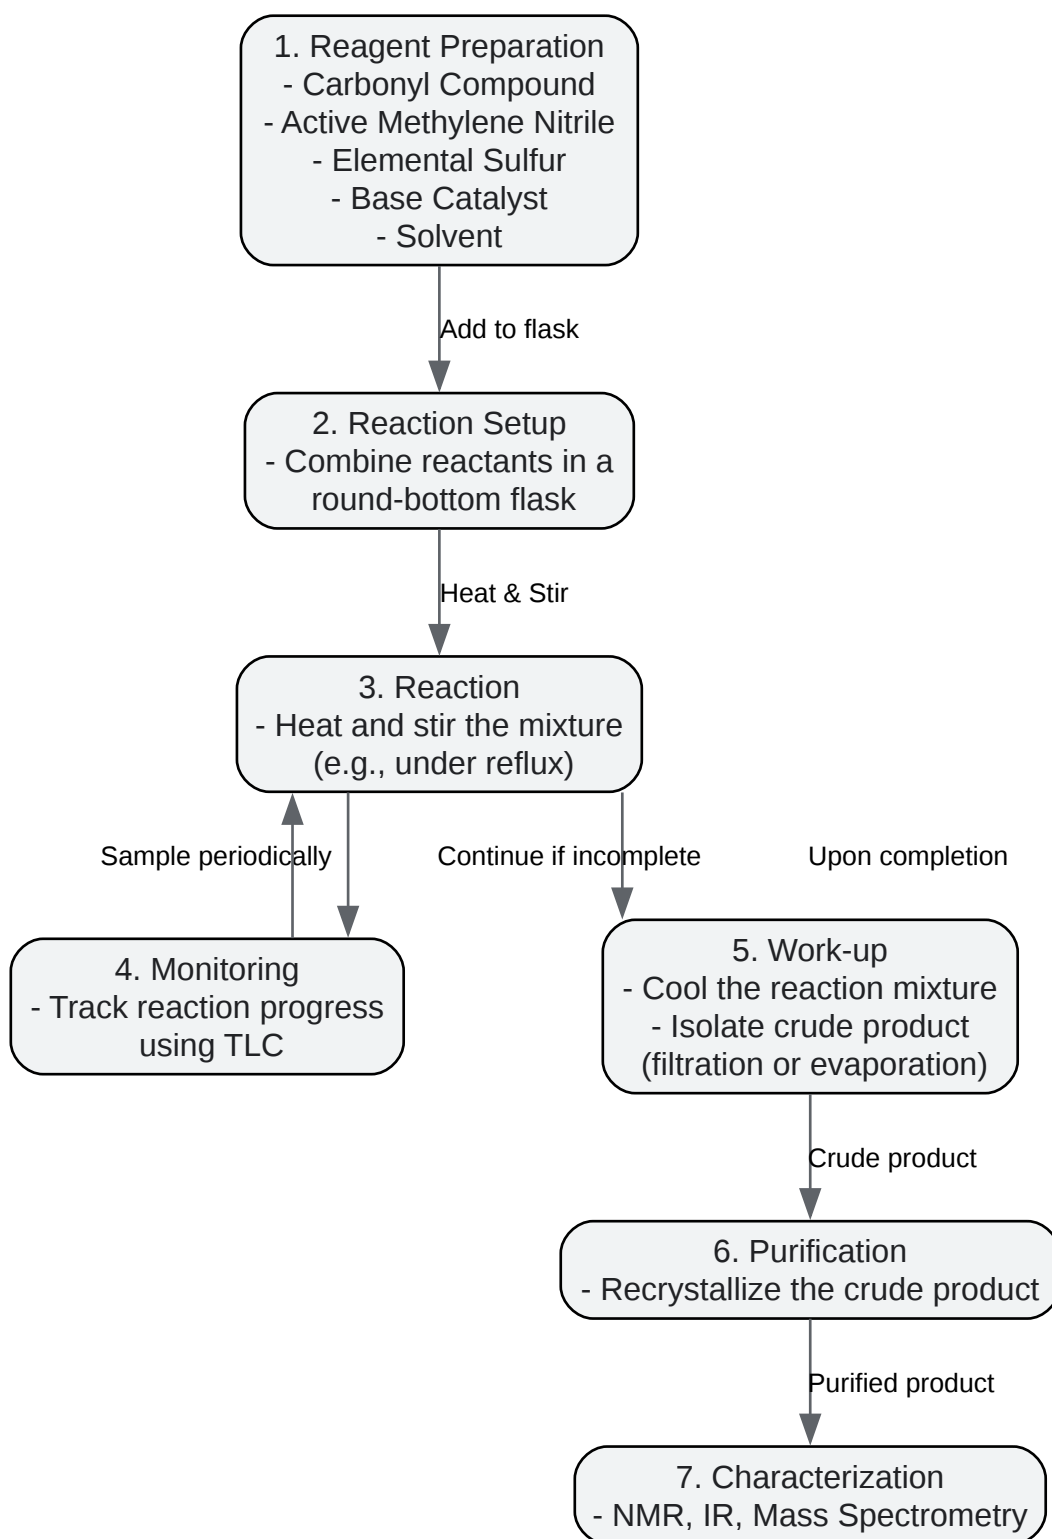 1. Reagent Preparation
- Carbonyl Compound
- Active Methylene Nitrile
- Elemental Sulfur
- Base Catalyst
- Solvent
Add to flask
2. Reaction Setup
- Combine reactants in a
round-bottom flask
Heat & Stir
3. Reaction
- Heat and stir the mixture
(e.g., under reflux)
Sample periodically
Continue if incomplete
Upon completion
4. Monitoring
- Track reaction progress
using TLC
5. Work-up
- Cool the reaction mixture
- Isolate crude product
(filtration or evaporation)
Crude product
6. Purification
- Recrystallize the crude product
Purified product
7. Characterization
- NMR, IR, Mass Spectrometry